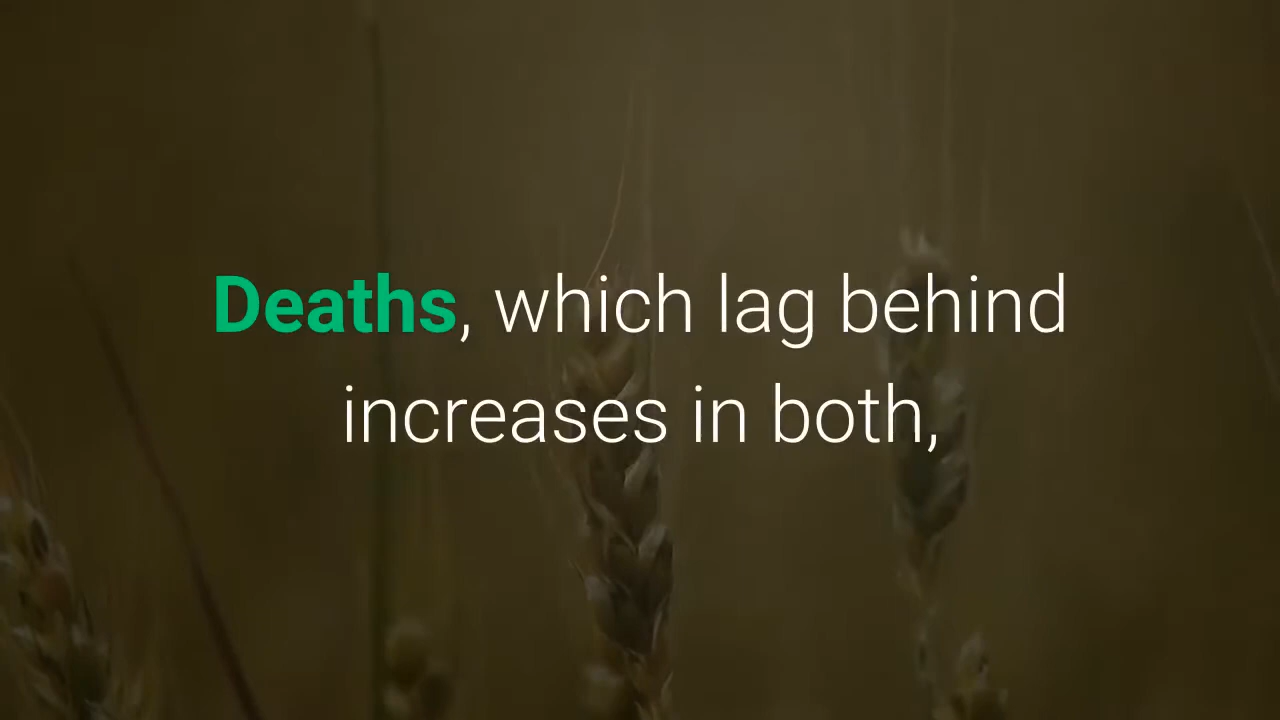 Deaths, which lag behind
increases in both,